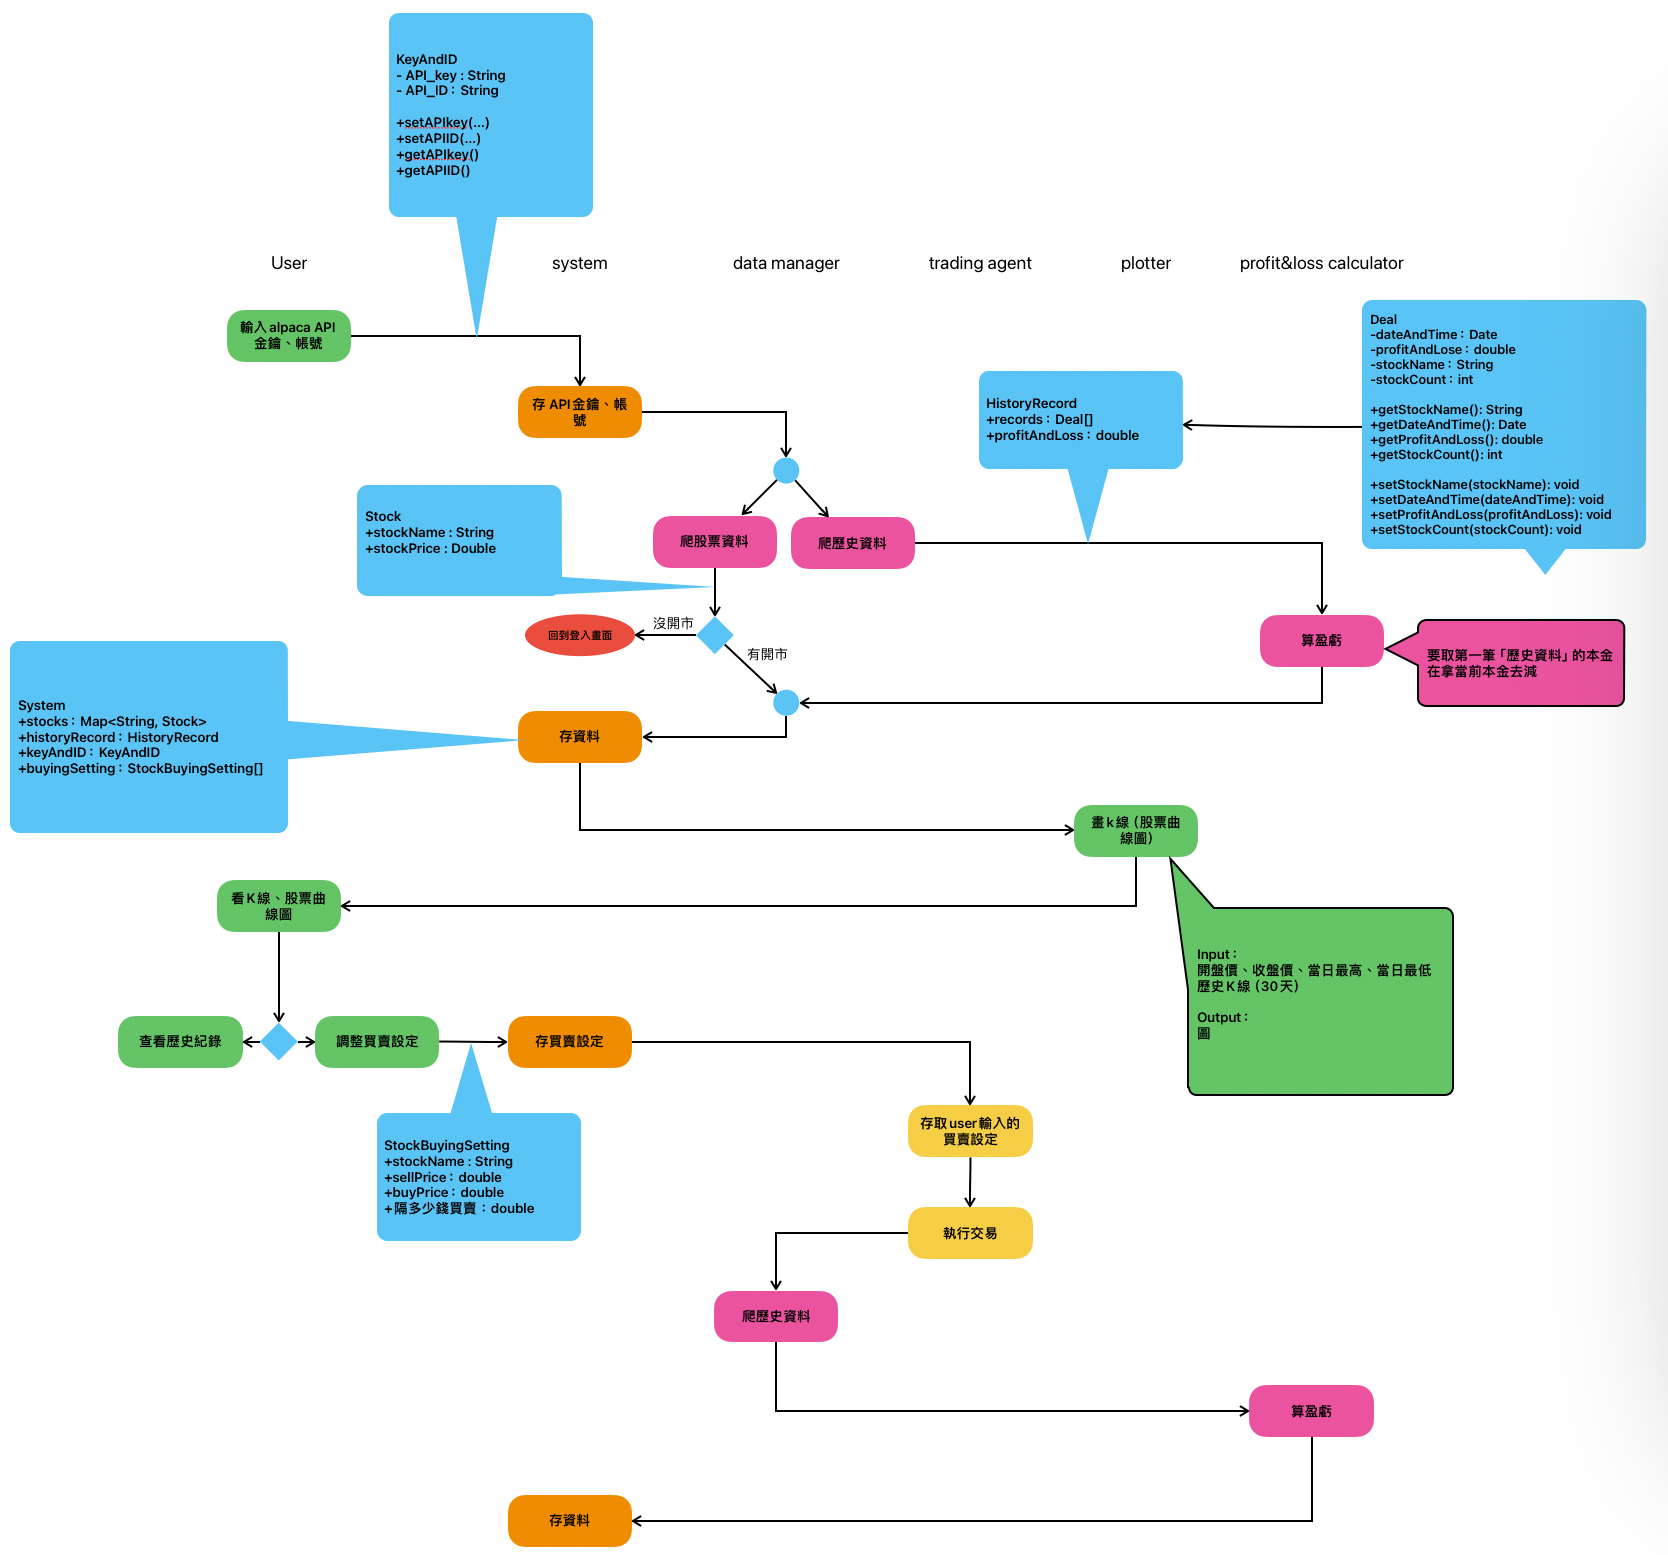 KeyAndID
- API_key : String
- API_ID： String
+setAPIkey(...)
+setAPIID(...)
+getAPIkey()
+getAPIID()
User
system
data manager
trading agent
plotter
profit&loss calculator
輸入alpaca API
金鑰、帳號
存 API金鑰、帳
號
Deal
-dateAndTime： Date
-profitAndLose： double
-stockName： String
-stockCount： int
+getStockName(): String
+getDateAndTime(): Date
+getProfitAndLoss(): double
+getStockCount(): int
+setStockName(stockName): void
+setDateAndTime(dateAndTime): void
+setProfitAndLoss(profitAndLoss): void
+setStockCount(stockCount): void
HistoryRecord
+records： Deal[]
+profitAndLoss： double
Stock
+stockName : String
+stockPrice : Double
爬股票資料
爬歷史資料
回到登入畫面
沒開市
有開市
算盈虧
要取第一筆「歷史資料」的本金
在拿當前本金去減
System
+stocks： Map<String, Stock>
+historyRecord： HistoryRecord
+keyAndID： KeyAndID
+buyingSetting： StockBuyingSetting[]
存資料
畫k線（股票曲
線圖）
看K線、股票曲
線圖
Input：
開盤價、收盤價、當日最高、當日最低
歷史K線（30天）
Output：
圖
查看歷史紀錄
調整買賣設定
存買賣設定
StockBuyingSetting
+stockName : String
+sellPrice： double
+buyPrice： double
+隔多少錢買賣：double
存取user輸入的
買賣設定
執行交易
爬歷史資料
算盈虧
存資料